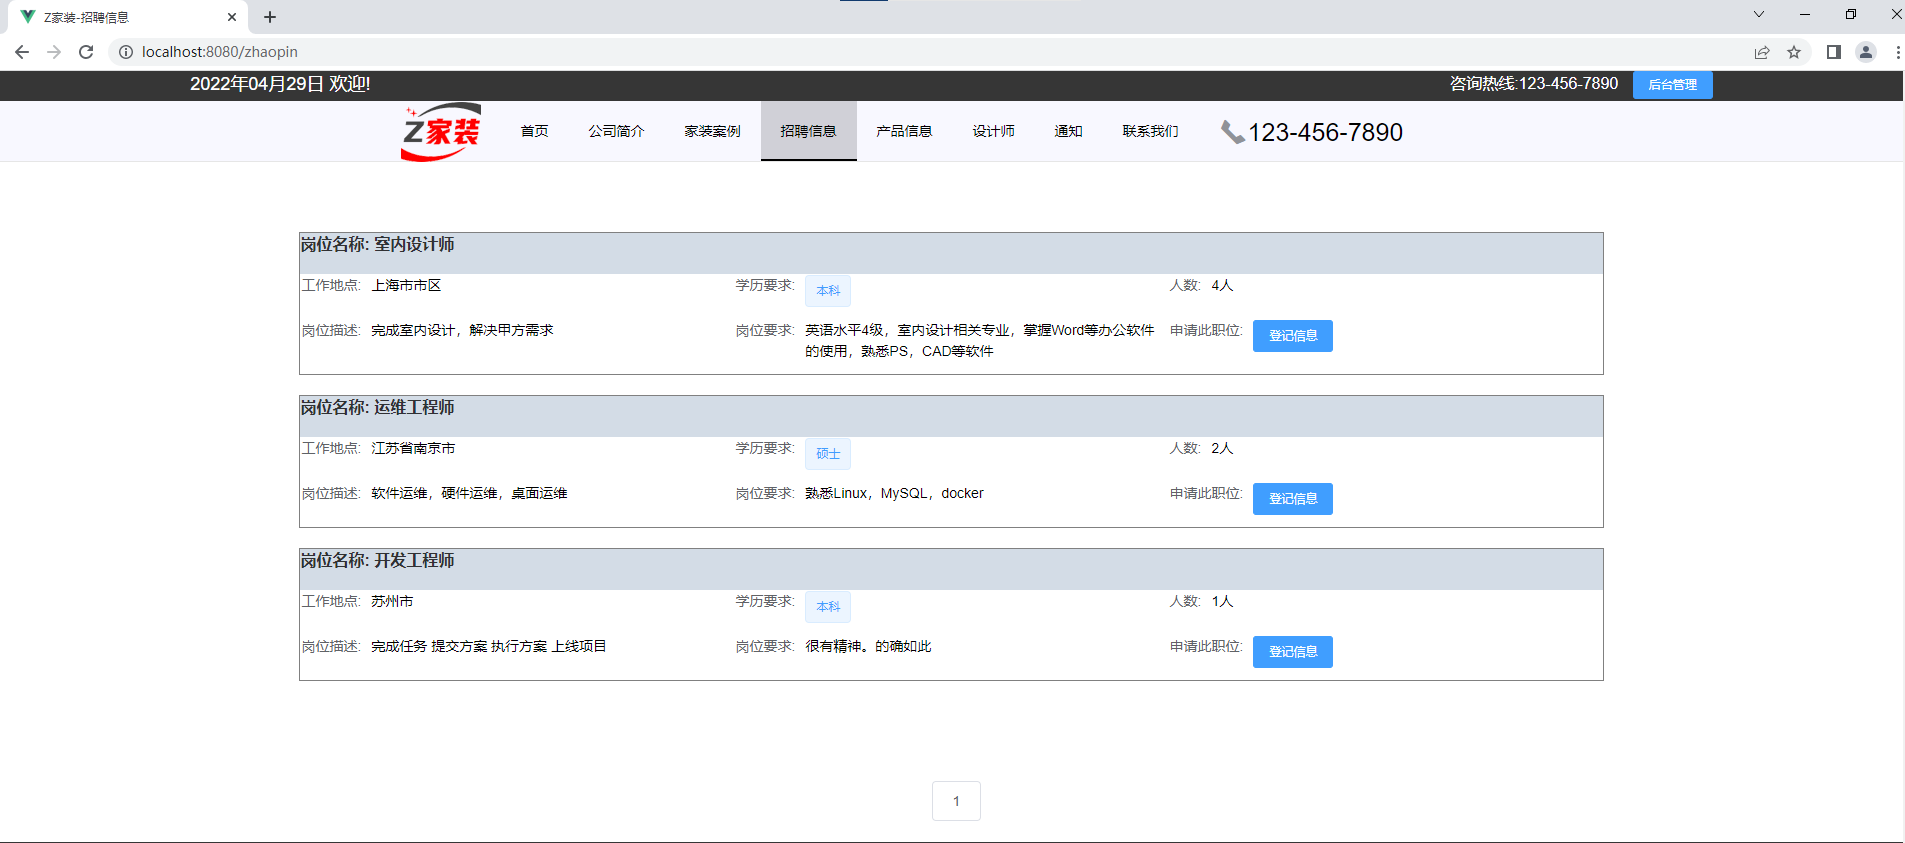 Z家装-招聘信息
localhost:8080/zhaopin
2022年04月29日 欢迎!
咨询热线:123-456-7890 后台管理
Z家装 首页 公司简介 家装案例 招聘信息 产品信息 设计师 通知 联系我们 123-456-7890
岗位名称: 室内设计师
工作地点: 上海市市区 学历要求: 本科 人数: 4人
岗位描述: 完成室内设计，解决甲方需求 岗位要求: 英语水平4级，室内设计相关专业，掌握Word等办公软件 申请此职位: 登记信息
的使用，熟悉PS，CAD等软件
岗位名称: 运维工程师
工作地点: 江苏省南京市 学历要求: 硕士 人数: 2人
岗位描述: 软件运维，硬件运维，桌面运维 岗位要求: 熟悉Linux，MySQL，docker 申请此职位: 登记信息
岗位名称: 开发工程师
工作地点: 苏州市 学历要求: 本科 人数: 1人
岗位描述: 完成任务 提交方案 执行方案 上线项目 岗位要求: 很有精神。的确如此 申请此职位: 登记信息
1